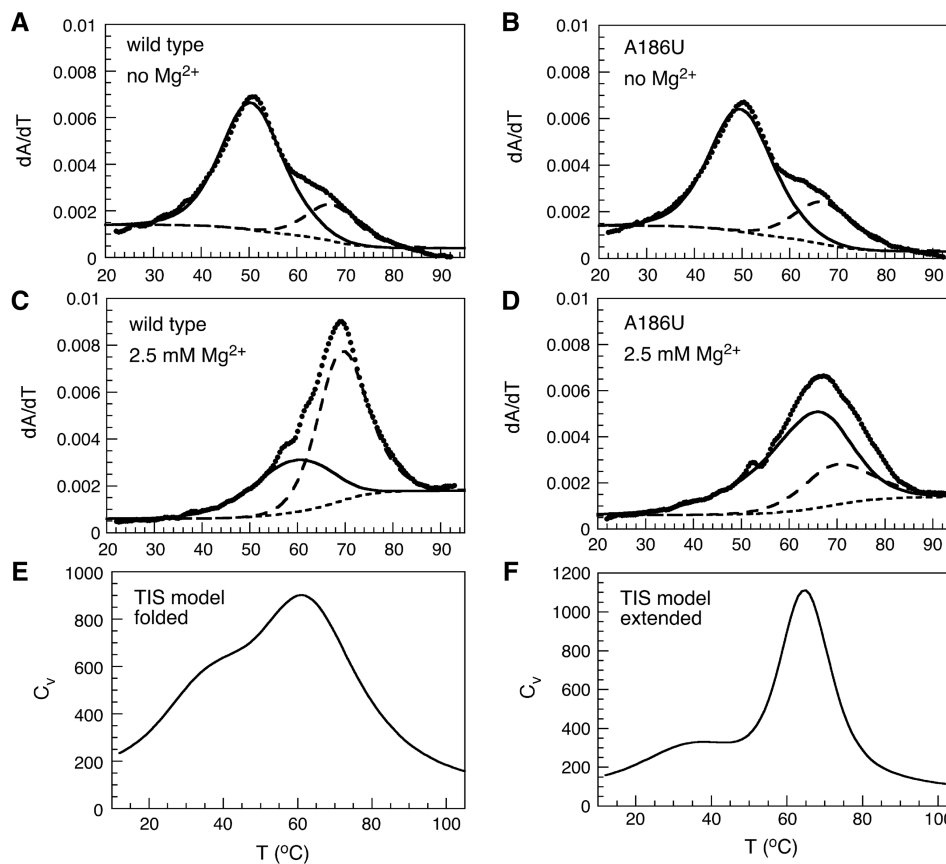 A
wild type
no Mg2+
dA/dT
0.01
0.008
0.006
0.004
0.002
0
20 30 40 50 60 70 80 90
B
A186U
no Mg2+
dA/dT
0.01
0.008
0.006
0.004
0.002
0
20 30 40 50 60 70 80 90
C
wild type
2.5 mM Mg2+
dA/dT
0.01
0.008
0.006
0.004
0.002
0
20 30 40 50 60 70 80 90
D
A186U
2.5 mM Mg2+
dA/dT
0.01
0.008
0.006
0.004
0.002
0
20 30 40 50 60 70 80 90
E
TIS model
folded
Cv
1000
800
600
400
200
0
20 40 60 80 100
T (oC)
F
TIS model
extended
Cv
1200
1000
800
600
400
200
0
20 40 60 80 100
T (oC)